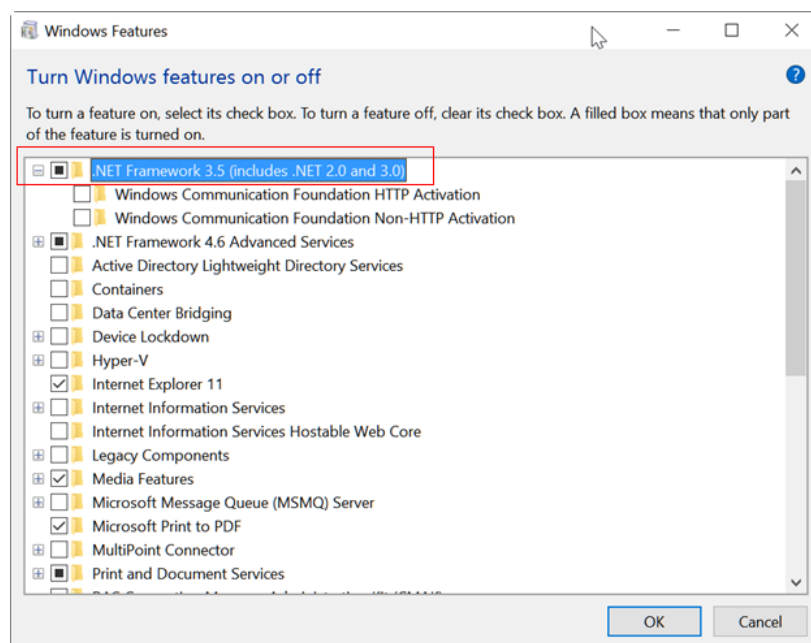 Windows Features
Turn Windows features on or off
?
To turn a feature on, select its check box. To turn a feature off, clear its check box. A filled box means that only part
of the feature is turned on.
.NET Framework 3.5 (includes .NET 2.0 and 3.0)
Windows Communication Foundation HTTP Activation
Windows Communication Foundation Non-HTTP Activation
.NET Framework 4.6 Advanced Services
Active Directory Lightweight Directory Services
Containers
Data Center Bridging
Device Lockdown
Hyper-V
Internet Explorer 11
Internet Information Services
Internet Information Services Hostable Web Core
Legacy Components
Media Features
Microsoft Message Queue (MSMQ) Server
Microsoft Print to PDF
MultiPoint Connector
Print and Document Services
OK
Cancel